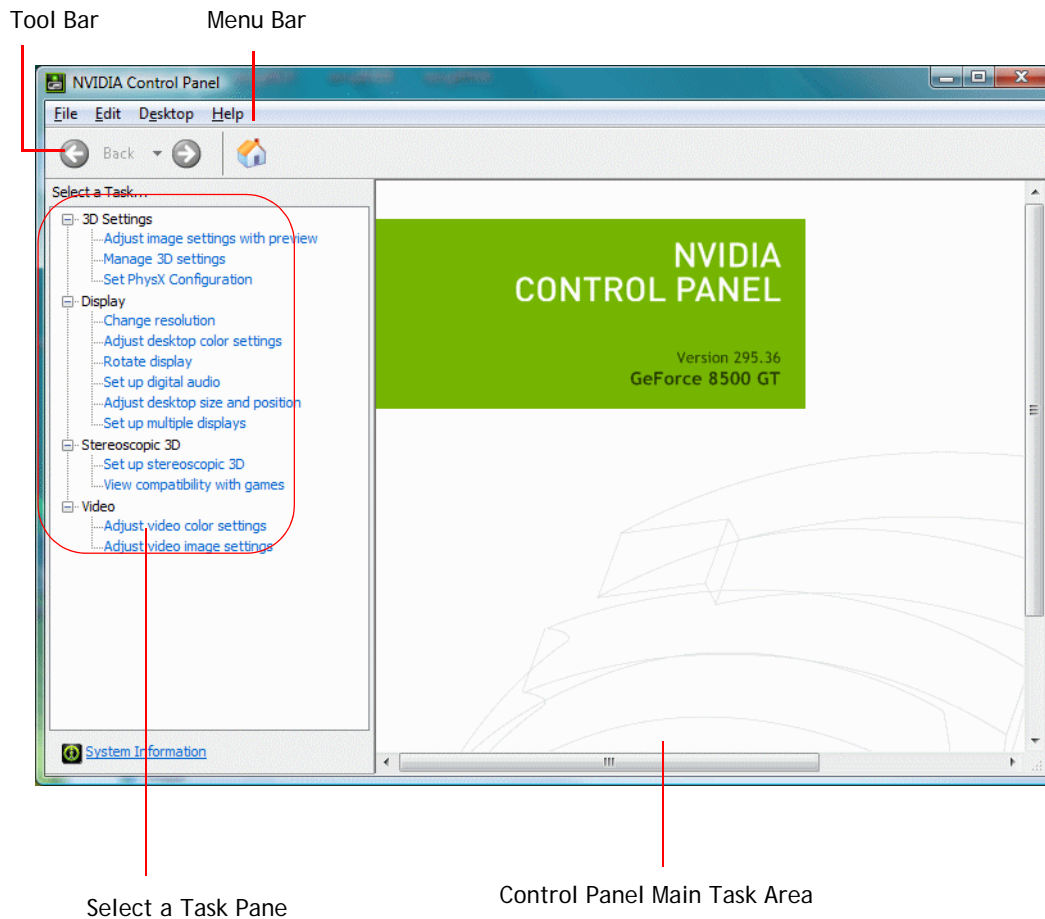 Tool Bar
Menu Bar
NVIDIA Control Panel
File Edit Desktop Help
Back
Select a Task...
3D Settings
Adjust image settings with preview
Manage 3D settings
Set PhysX Configuration
Display
Change resolution
Adjust desktop color settings
Rotate display
Set up digital audio
Adjust desktop size and position
Set up multiple displays
Stereoscopic 3D
Set up stereoscopic 3D
View compatibility with games
Video
Adjust video color settings
Adjust video image settings
System Information
NVIDIA
CONTROL PANEL
Version 295.36
GeForce 8500 GT
Select a Task Pane
Control Panel Main Task Area